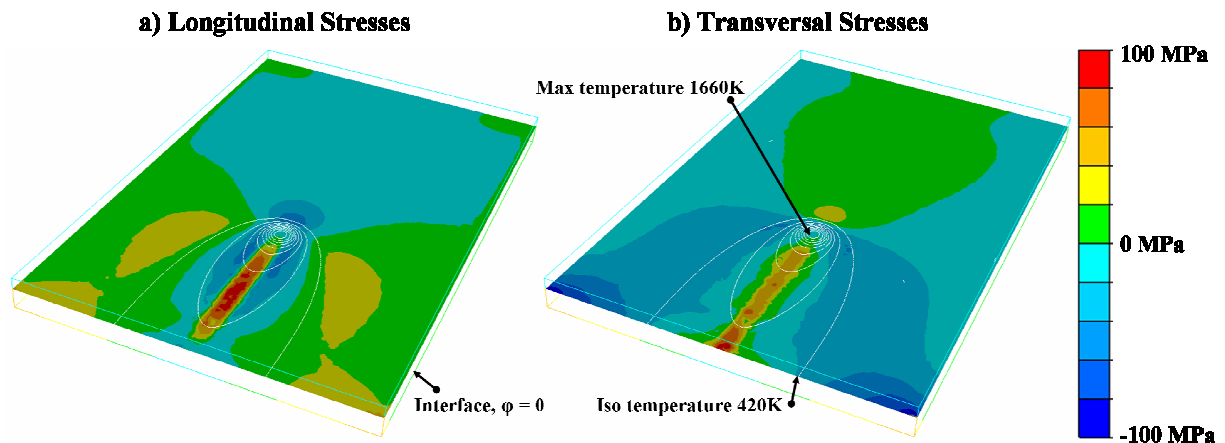 a) Longitudinal Stresses
b) Transversal Stresses
100 MPa
Max temperature 1660K
0 MPa
Interface, φ = 0
Iso temperature 420K
-100 MPa